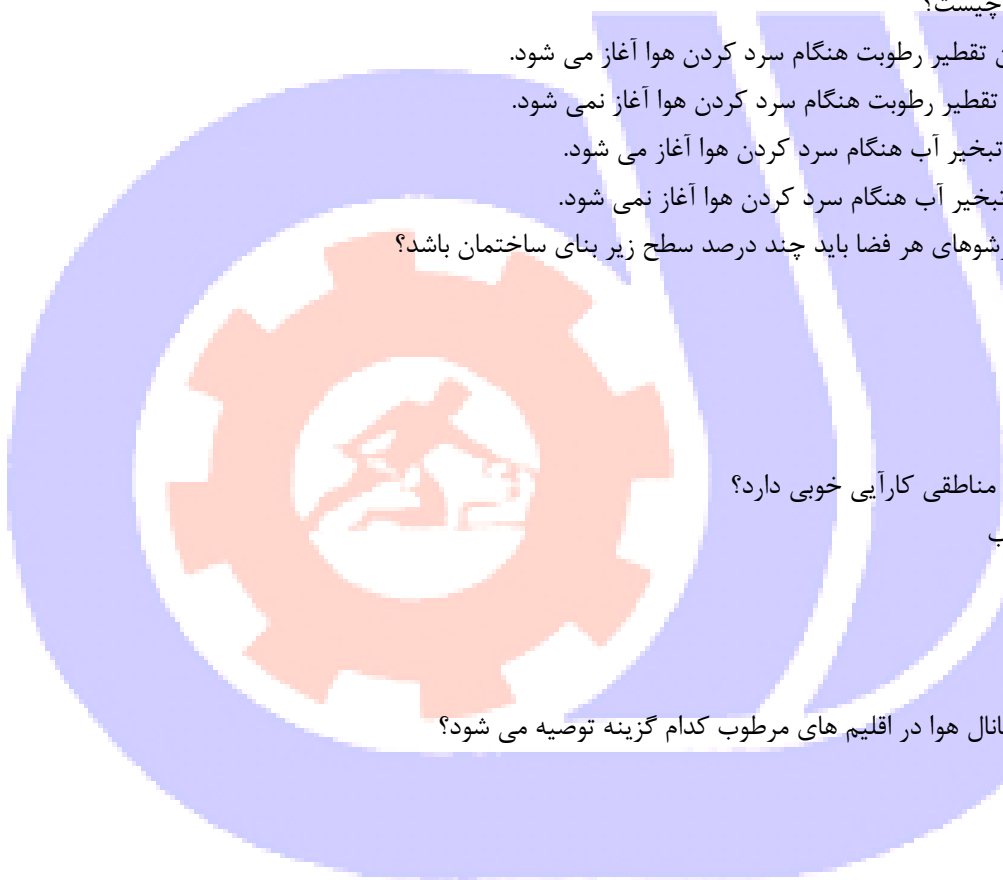 چیست؟
تقطیر رطوبت هنگام سرد کردن هوا آغاز می شود.
تقطیر رطوبت هنگام سرد کردن هوا آغاز نمی شود.
تبخیر آب هنگام سرد کردن هوا آغاز می شود.
تبخیر آب هنگام سرد کردن هوا آغاز نمی شود.
هر فضا باید چند درصد سطح زیر بنای ساختمان باشد؟
مناطقی کارآیی خوبی دارد؟
هوا در اقلیم های مرطوب کدام گزینه توصیه می شود؟